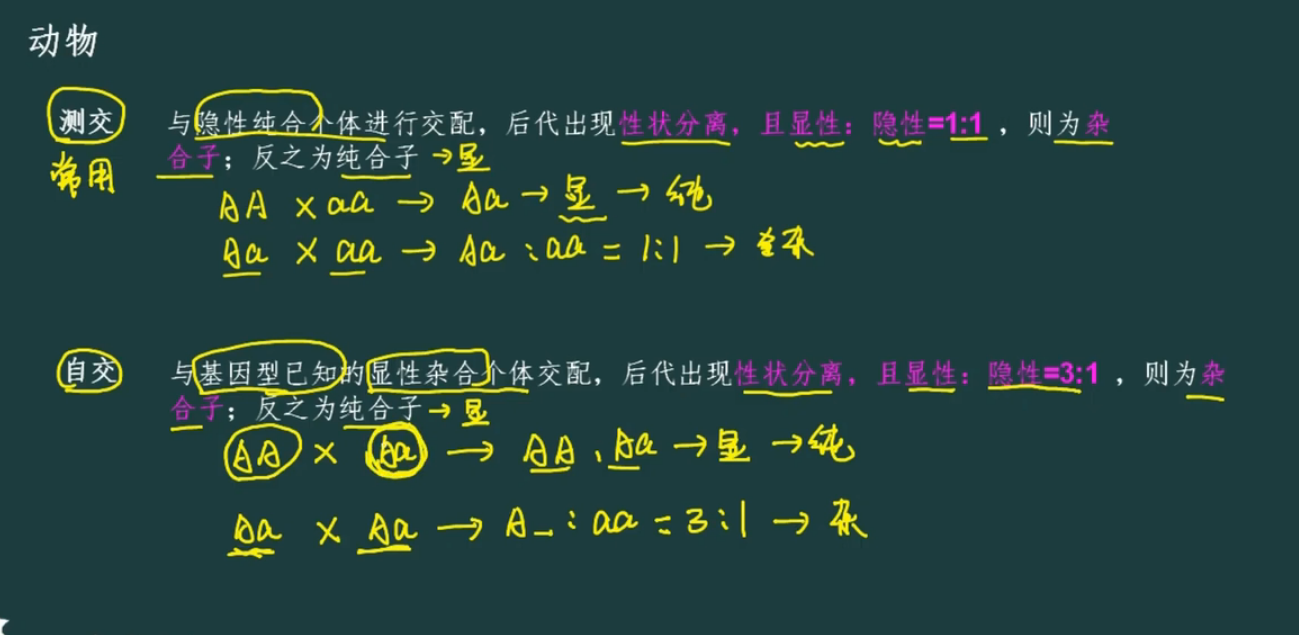 动物
测交 与隐性纯合个体进行交配，后代出现性状分离，且显性：隐性=1:1，则为杂
常用 合子；反之为纯合子→显
AA × aa → Aa → 显 → 纯
Aa × aa → Aa : aa = 1:1 → 杂
自交 与基因型已知的显性杂合个体交配，后代出现性状分离，且显性：隐性=3:1，则为杂
合子；反之为纯合子→显
AA × Aa → AA、Aa → 显 → 纯
Aa × Aa → A_ : aa = 3:1 → 杂